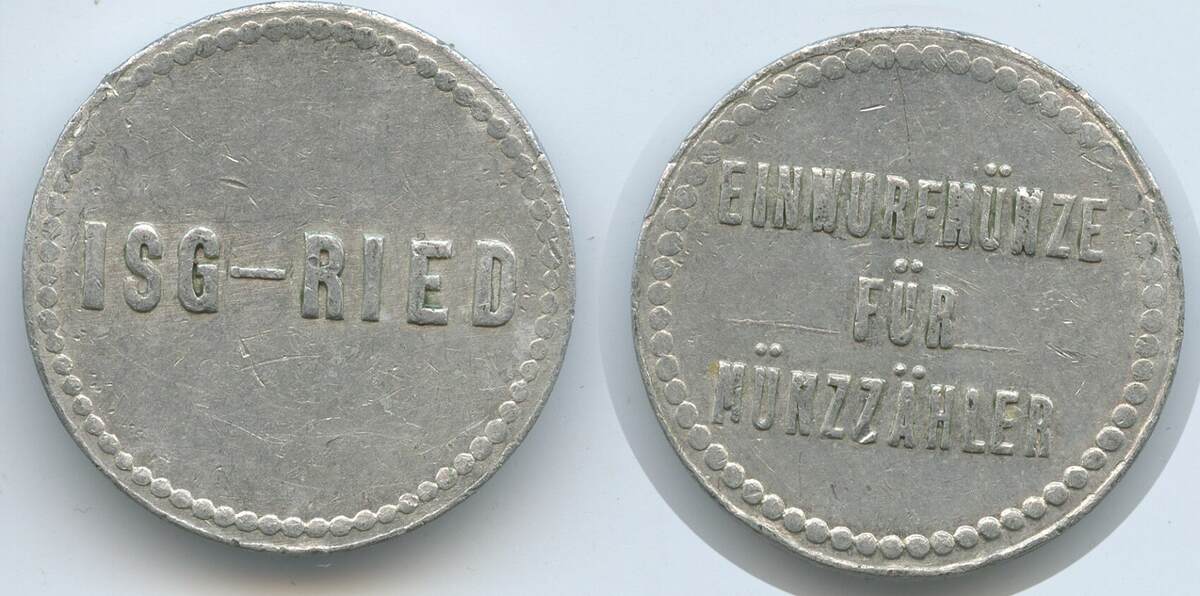 ISG-RIED
EINWURFMÜNZE
FÜR
MÜNZZÄHLER